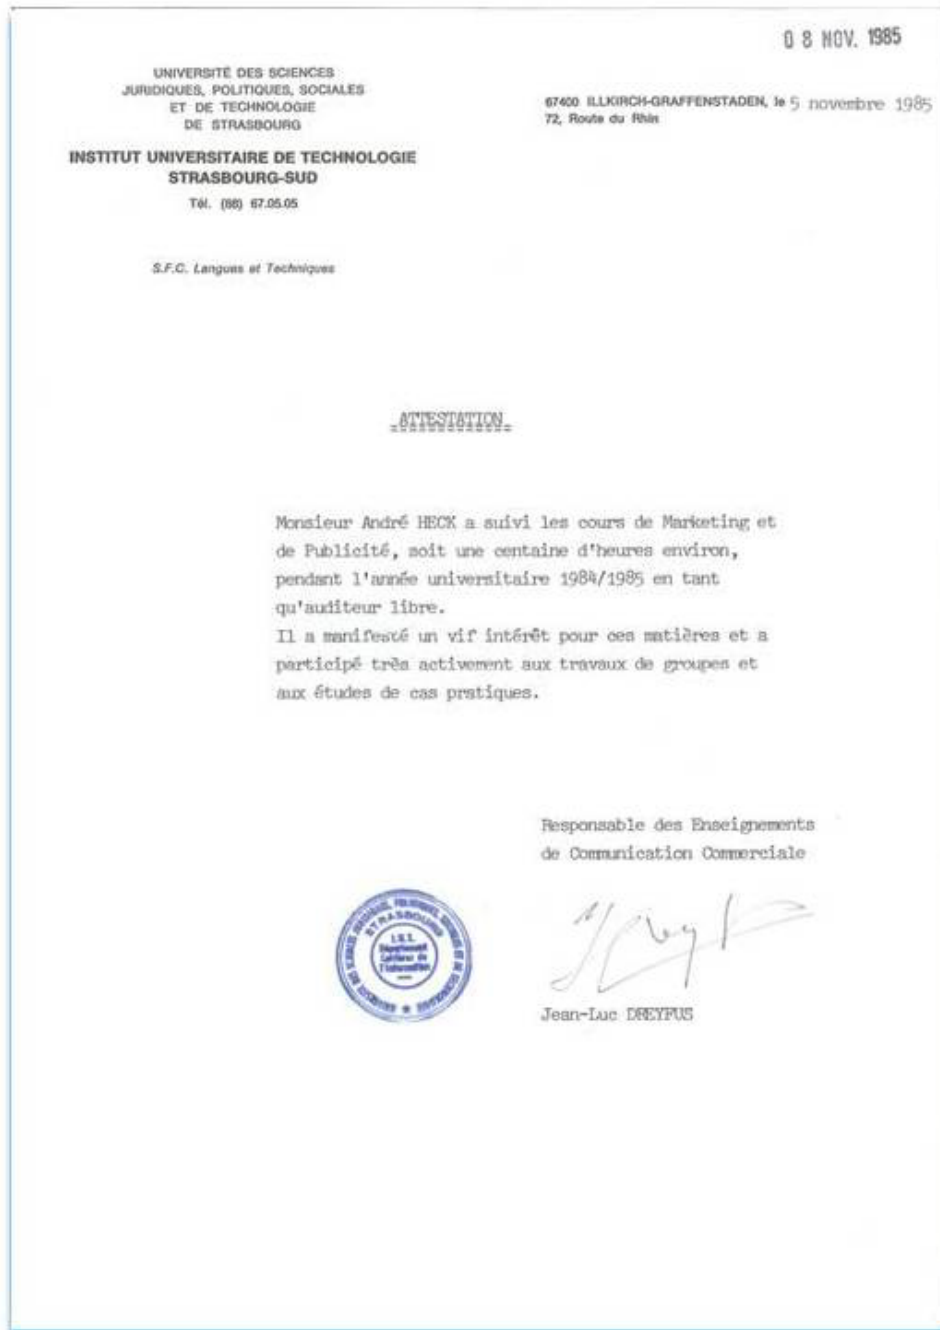 08 NOV. 1985
UNIVERSITÉ DES SCIENCES
JURIDIQUES, POLITIQUES, SOCIALES
ET DE TECHNOLOGIE
DE STRASBOURG
67400 ILLKIRCH-GRAFFENSTADEN, le 5 novembre 1985
72, Route du Rhin
INSTITUT UNIVERSITAIRE DE TECHNOLOGIE
STRASBOURG-SUD
Tél. (88) 67.05.05
S.F.C. Langues et Techniques
ATTESTATION
Monsieur André HECK a suivi les cours de Marketing et
de Publicité, soit une centaine d'heures environ,
pendant l'année universitaire 1984/1985 en tant
qu'auditeur libre.
Il a manifesté un vif intérêt pour ces matières et a
participé très activement aux travaux de groupes et
aux études de cas pratiques.
Responsable des Enseignements
de Communication Commerciale
STRASBOURG
Département
l'Information
Jean-Luc DREYFUS